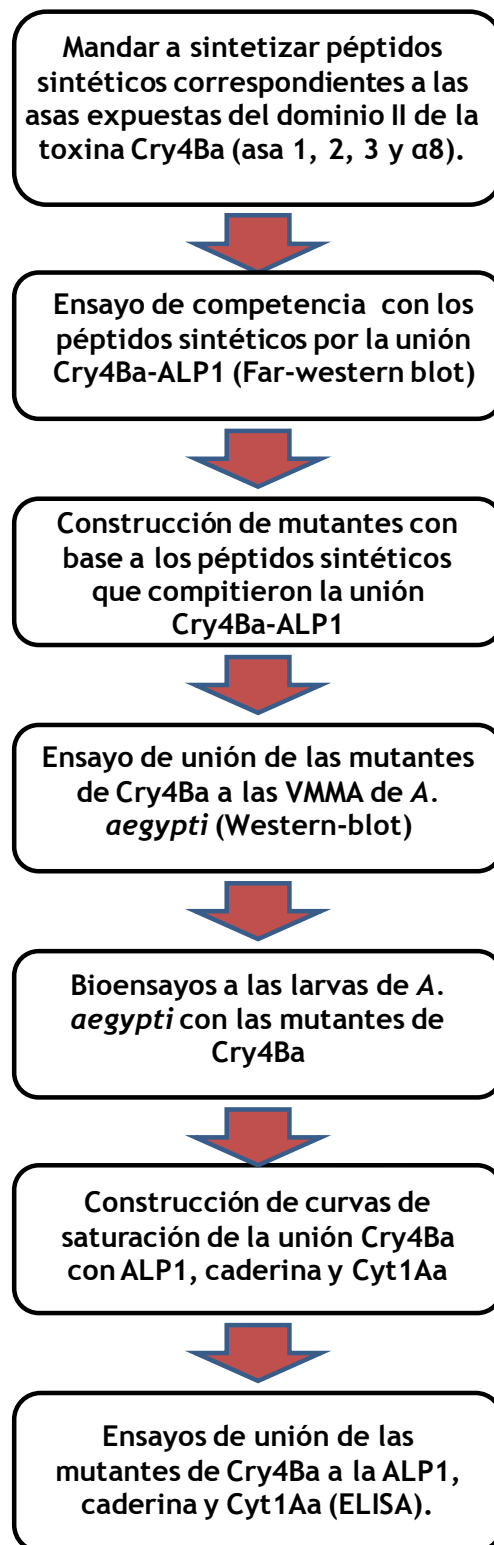 Mandar a sintetizar péptidos
sintéticos correspondientes a las
asas expuestas del dominio II de la
toxina Cry4Ba (asa 1, 2, 3 y α8).
Ensayo de competencia con los
péptidos sintéticos por la unión
Cry4Ba-ALP1 (Far-western blot)
Construcción de mutantes con
base a los péptidos sintéticos
que compitieron la unión
Cry4Ba-ALP1
Ensayo de unión de las mutantes
de Cry4Ba a las VMMA de A.
aegypti (Western-blot)
Bioensayos a las larvas de A.
aegypti con las mutantes de
Cry4Ba
Construcción de curvas de
saturación de la unión Cry4Ba
con ALP1, caderina y Cyt1Aa
Ensayos de unión de las
mutantes de Cry4Ba a la ALP1,
caderina y Cyt1Aa (ELISA).